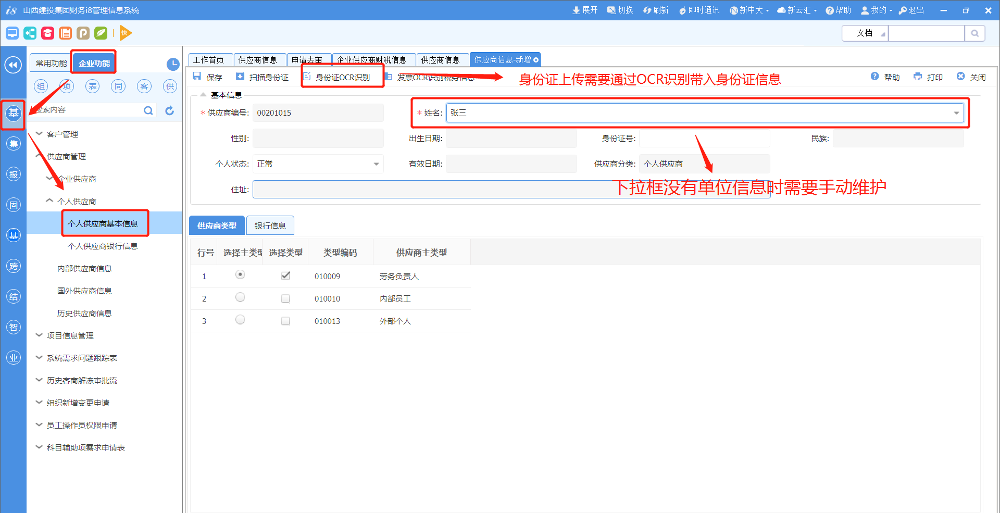 i8 山西建投集团财务i8管理信息系统
展开 切换 刷新 即时通讯 新中大 新云汇 帮助 我的 退出
快 文档
常用功能 企业功能
组 项 表 同 客 供
搜索内容
基
集
报
固
基
跨
结
智
业
客户管理
供应商管理
企业供应商
个人供应商
个人供应商基本信息
个人供应商银行信息
内部供应商信息
国外供应商信息
历史供应商信息
项目信息管理
系统需求问题跟踪表
历史客商解冻审批流
组织新增变更申请
员工操作员权限申请
科目辅助项需求申请表
工作首页 供应商信息 申请去审 企业供应商财税信息 供应商信息 供应商信息-新增
保存 扫描身份证 身份证OCR识别 发票OCR识别税务信息 帮助 打印 关闭
身份证上传需要通过OCR识别带入身份证信息
基本信息
* 供应商编号: 00201015 * 姓名: 张三
性别: 出生日期: 身份证号: 民族:
个人状态: 正常 有效日期: 供应商分类: 个人供应商
住址:
下拉框没有单位信息时需要手动维护
供应商类型 银行信息
行号 选择主类型 选择类型 类型编码 供应商主类型
1 010009 劳务负责人
2 010010 内部员工
3 010013 外部个人